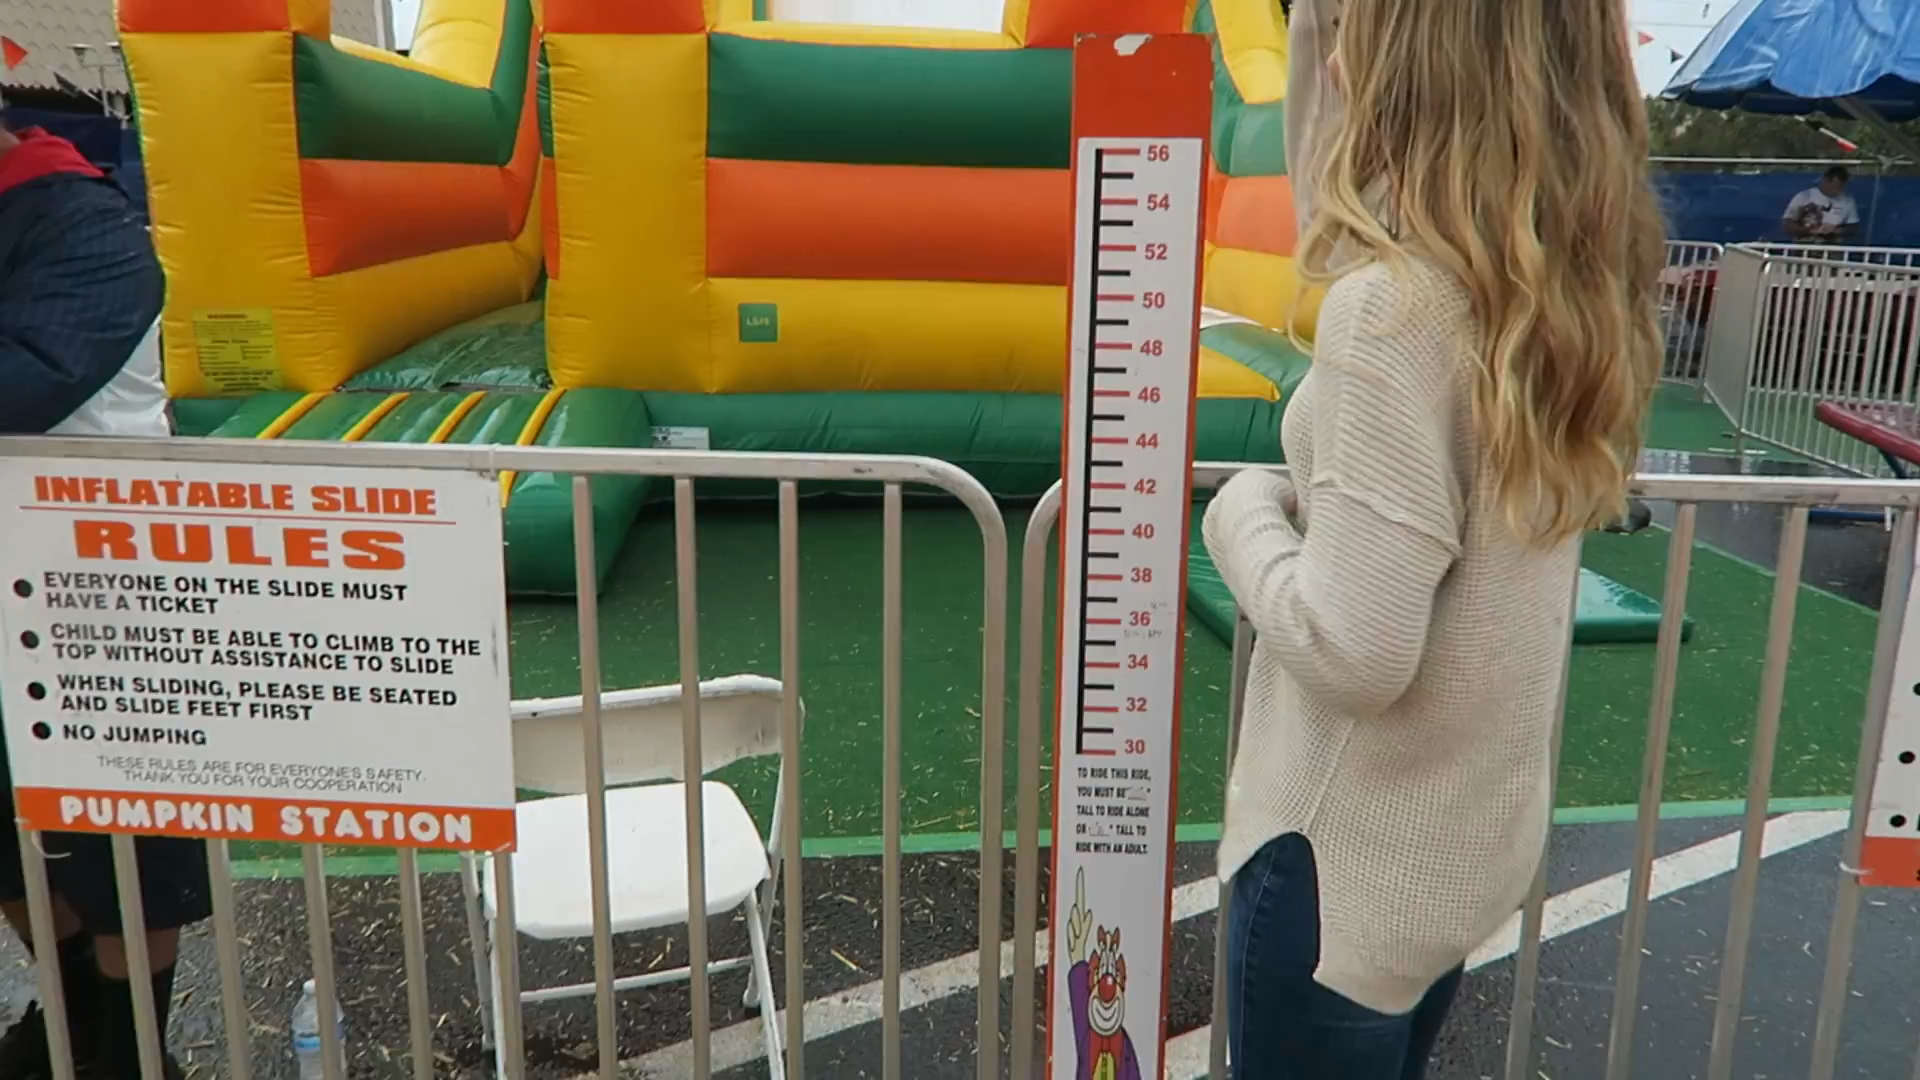 INFLATABLE SLIDE
RULES
EVERYONE ON THE SLIDE MUST
HAVE A TICKET
CHILD MUST BE ABLE TO CLIMB TO THE
TOP WITHOUT ASSISTANCE TO SLIDE
WHEN SLIDING, PLEASE BE SEATED
AND SLIDE FEET FIRST
NO JUMPING
THESE RULES ARE FOR EVERYONES SAFETY.
THANK YOU FOR YOUR COOPERATION
PUMPKIN STATION
56
54
52
50
48
46
44
42
40
38
36
34
32
30
TO RIDE THIS RIDE,
YOU MUST BE "
TALL TO RIDE ALONE
OR " TALL TO
RIDE WITH AN ADULT.